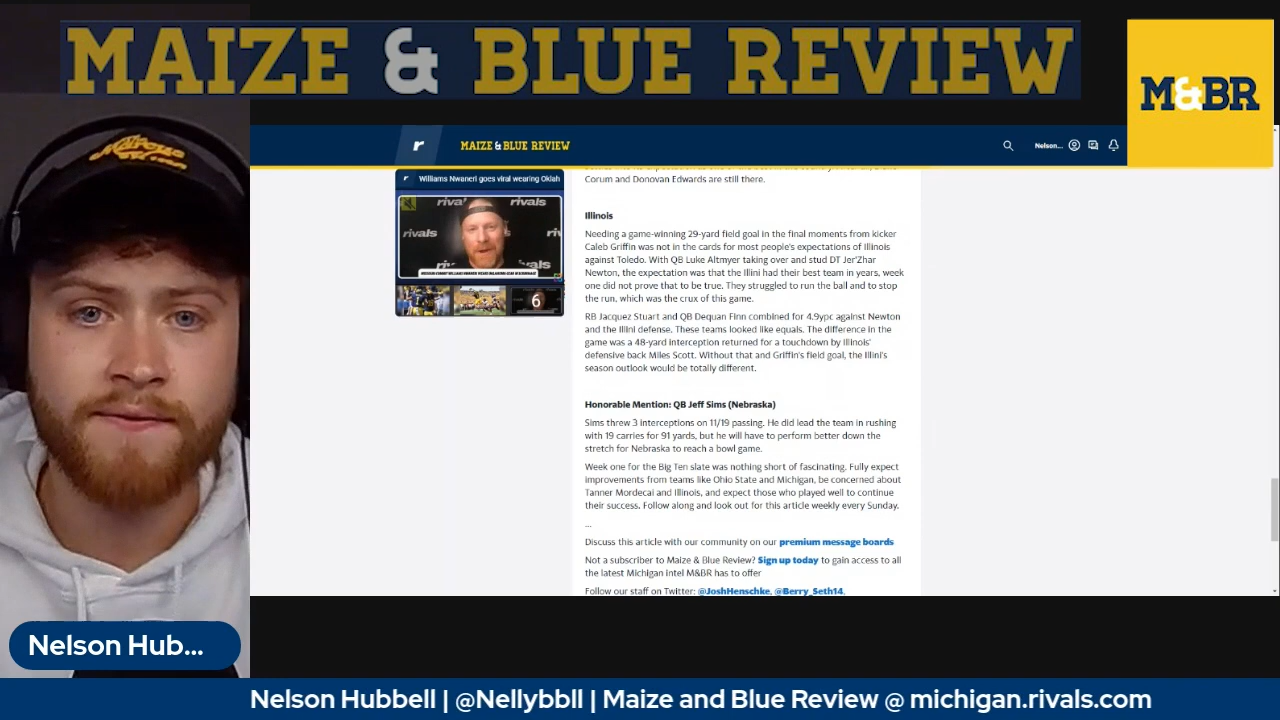 MAIZE & BLUE REVIEW
M&BR
r
MAIZE & BLUE REVIEW
Nelson...
r
Williams Nwaneri goes viral wearing Oklah
rivals
rivals
rivals
6
Corum and Donovan Edwards are still there.
Illinois
Needing a game-winning 29-yard field goal in the final moments from kicker
Caleb Griffin was not in the cards for most people's expectations of Illinois
against Toledo. With QB Luke Altmyer taking over and stud DT Jer'Zhar
Newton, the expectation was that the Illini had their best team in years, week
one did not prove that to be true. They struggled to run the ball and to stop
the run, which was the crux of this game.
RB Jacquez Stuart and QB Dequan Finn combined for 4.9ypc against Newton
and the Illini defense. These teams looked like equals. The difference in the
game was a 48-yard interception returned for a touchdown by Illinois'
defensive back Miles Scott. Without that and Griffin's field goal, the Illini's
season outlook would be totally different.
Honorable Mention: QB Jeff Sims (Nebraska)
Sims threw 3 interceptions on 11/19 passing. He did lead the team in rushing
with 19 carries for 91 yards, but he will have to perform better down the
stretch for Nebraska to reach a bowl game.
Week one for the Big Ten slate was nothing short of fascinating. Fully expect
improvements from teams like Ohio State and Michigan, be concerned about
Tanner Mordecai and Illinois, and expect those who played well to continue
their success. Follow along and look out for this article weekly every Sunday.
...
Discuss this article with our community on our premium message boards
Not a subscriber to Maize & Blue Review? Sign up today to gain access to all
the latest Michigan intel M&BR has to offer
Follow our staff on Twitter: @JoshHenschke, @Berry_Seth14,
Nelson Hub...
Nelson Hubbell | @Nellybbll | Maize and Blue Review @ michigan.rivals.com